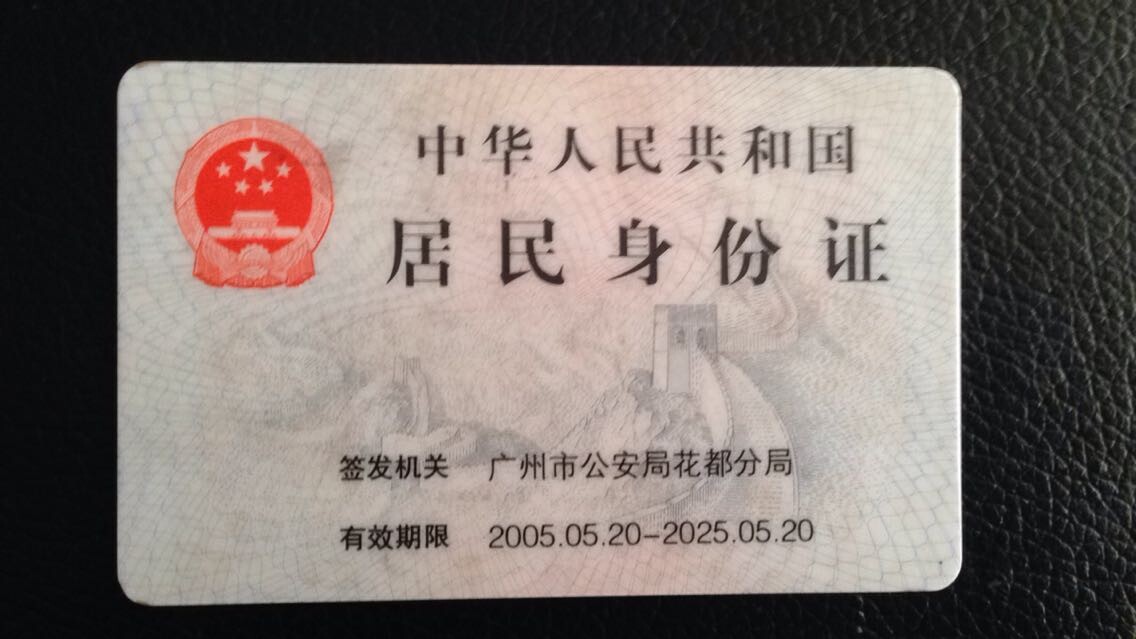 中华人民共和国
居民身份证
签发机关 广州市公安局花都分局
有效期限 2005.05.20-2025.05.20